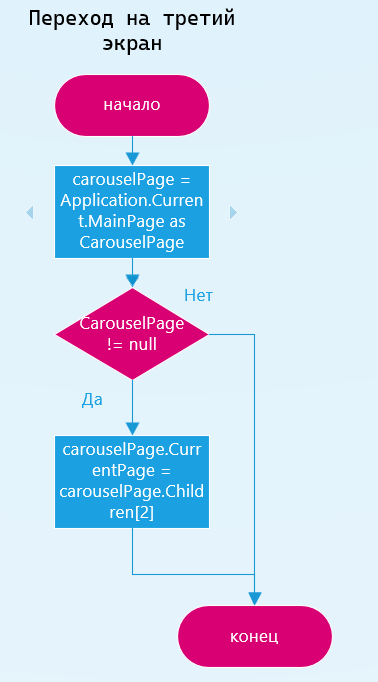 Переход на третий
экран
начало
carouselPage =
Application.Curren
t.MainPage as
CarouselPage
Нет
CarouselPage
!= null
Да
carouselPage.Curr
entPage =
carouselPage.Child
ren[2]
конец